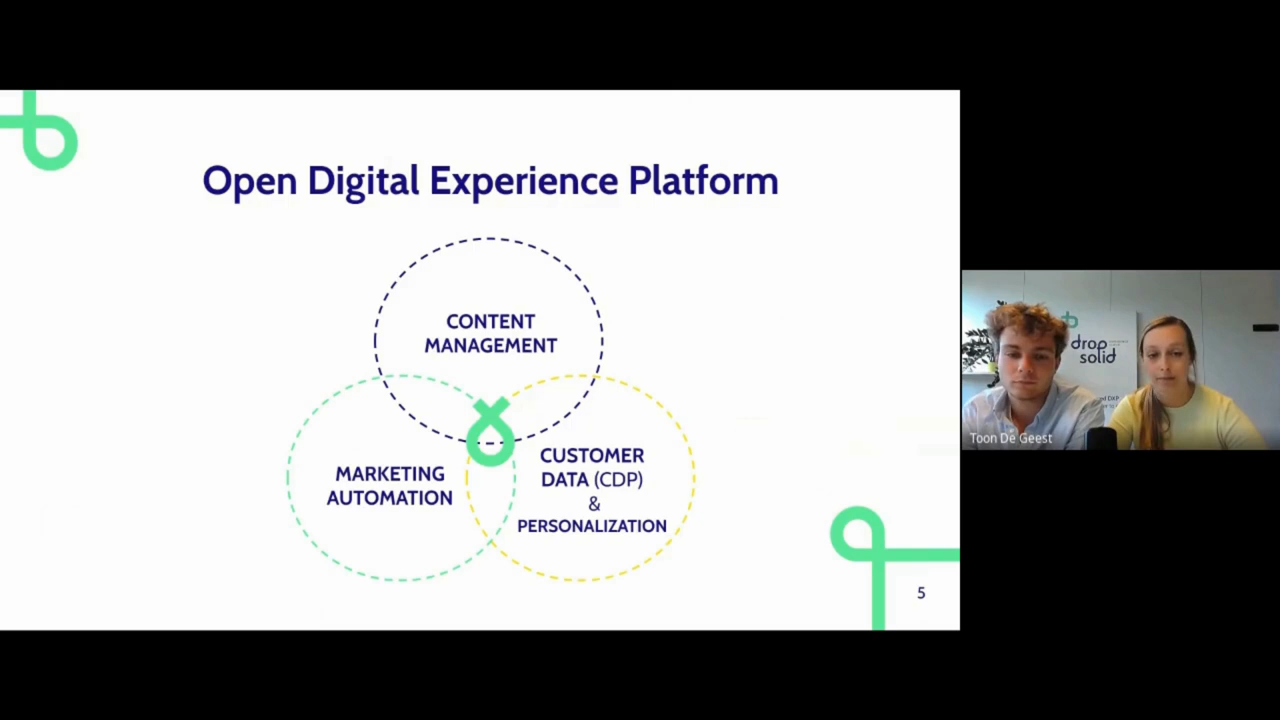 Open Digital Experience Platform
CONTENT
MANAGEMENT
MARKETING
AUTOMATION
CUSTOMER
DATA (CDP)
&
PERSONALIZATION
5
drop
solid
Toon De Geest